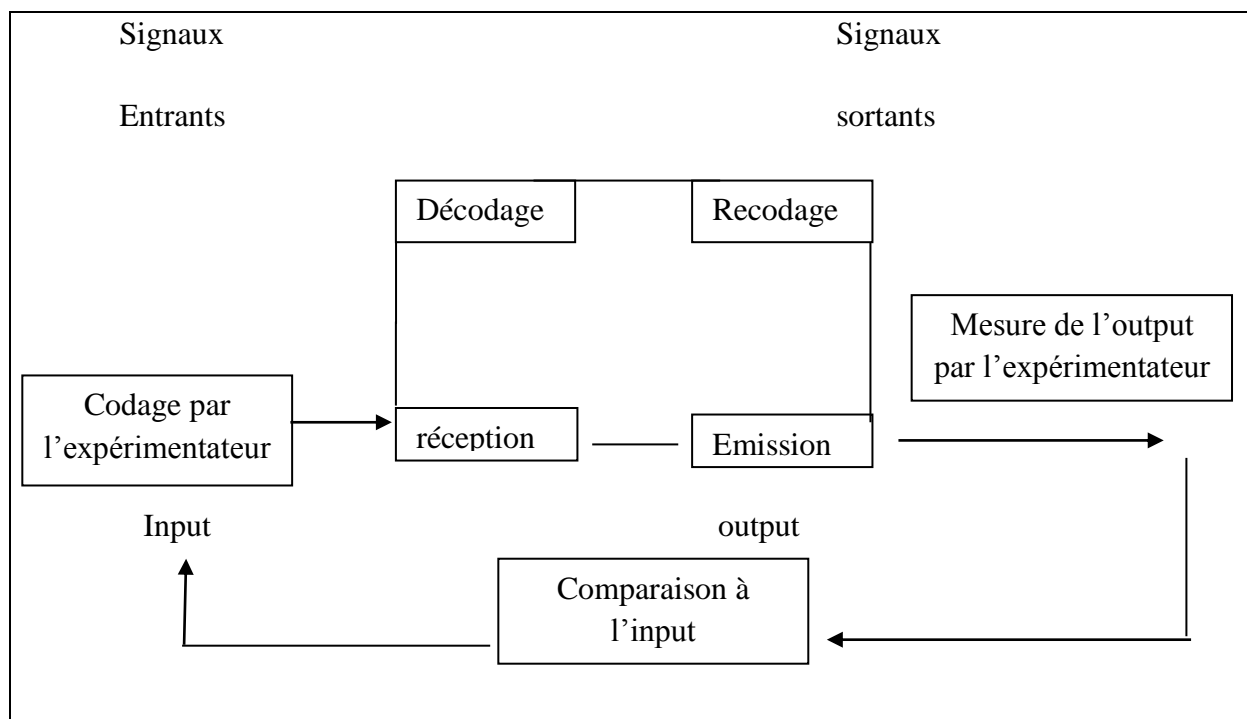 Signaux
Signaux
Entrants
sortants
Décodage
Recodage
Mesure de l’output
par l’expérimentateur
Codage par
l’expérimentateur
réception
Emission
Input
output
Comparaison à
l’input